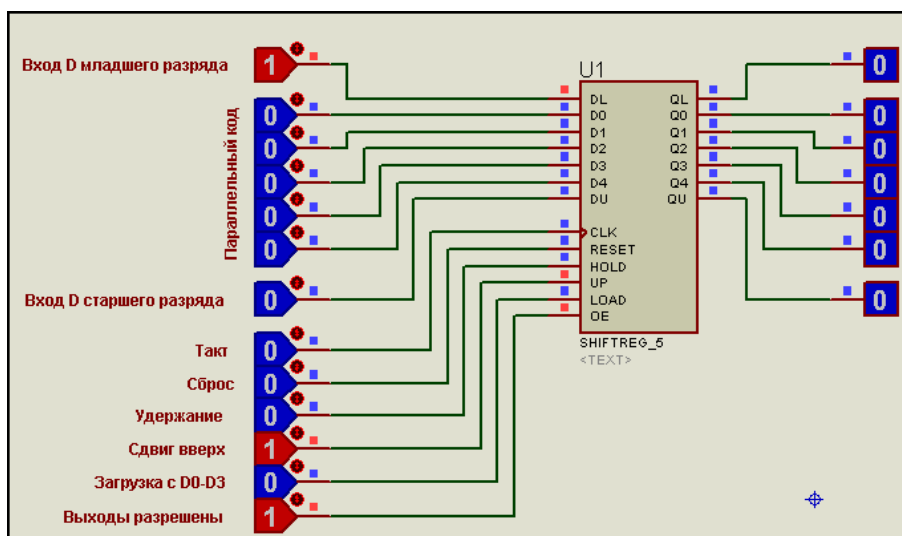 U1
Вход D младшего разряда 1 DL QL 0
0 D0 Q0 0
0 D1 Q1 0
0 D2 Q2 0
0 D3 Q3 0
0 D4 Q4 0
Параллельный код
Вход D старшего разряда 0 DU QU 0
Такт 0 CLK
Сброс 0 RESET
Удержание 0 HOLD
Сдвиг вверх 1 UP
Загрузка с D0-D3 0 LOAD
Выходы разрешены 1 OE
SHIFTREG_5
<TEXT>